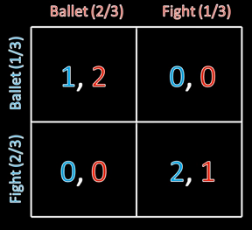 Ballet (2/3) Fight (1/3)
Ballet (1/3)
1, 2 0, 0
Fight (2/3)
0, 0 2, 1